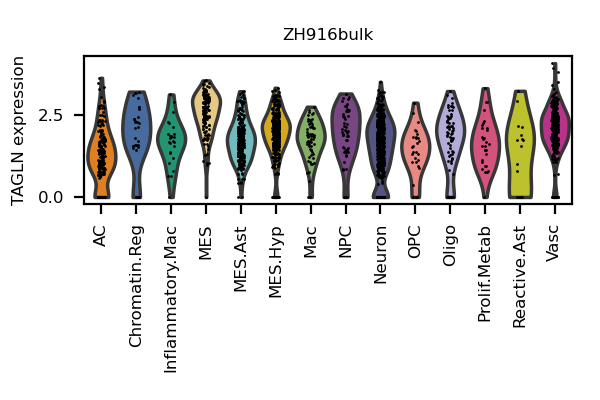 ZH916bulk
TAGLN expression
2.5
0.0
AC
Chromatin.Reg
Inflammatory.Mac
MES
MES.Ast
MES.Hyp
Mac
NPC
Neuron
OPC
Oligo
Prolif.Metab
Reactive.Ast
Vasc